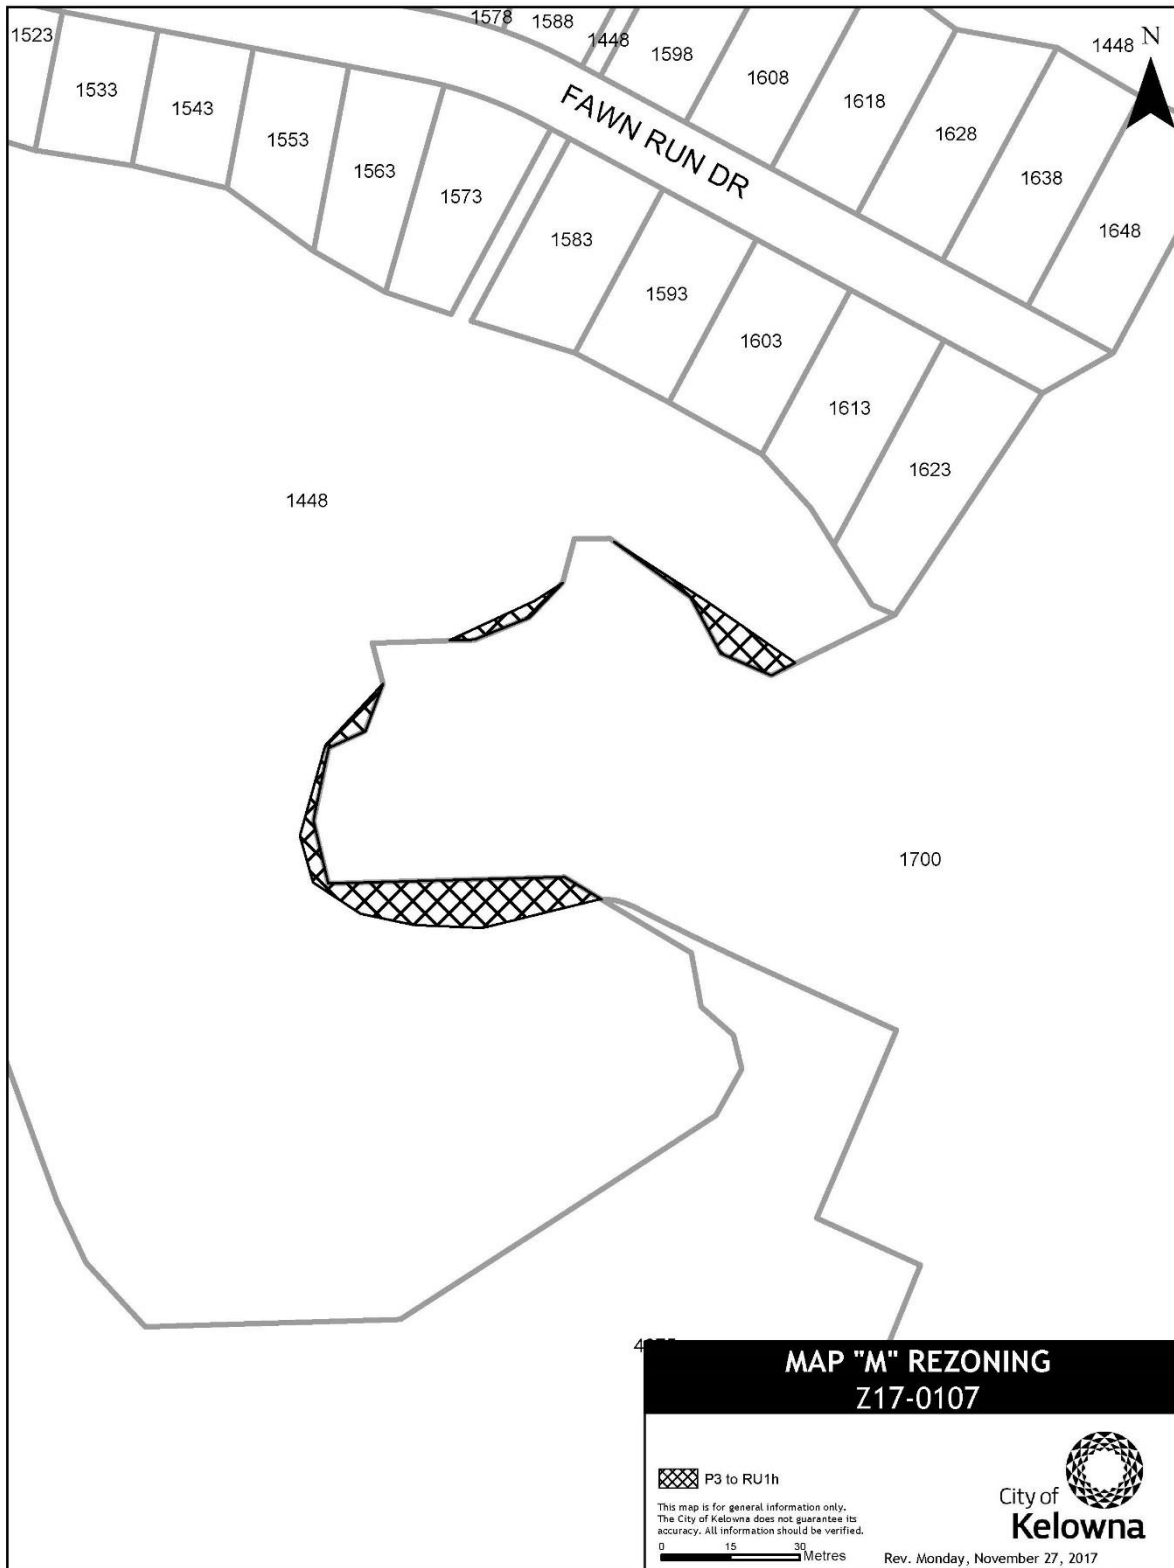 1578
1588
1448
1523
1598
1448
N
1533
1608
1543
1618
1553
FAWN RUN DR
1628
1563
1638
1573
1648
1583
1593
1603
1613
1623
1448
1700
MAP "M" REZONING
Z17-0107
P3 to RU1h
This map is for general information only.
The City of Kelowna does not guarantee its
accuracy. All information should be verified.
0 15 30
Metres
City of
Kelowna
Rev. Monday, November 27, 2017